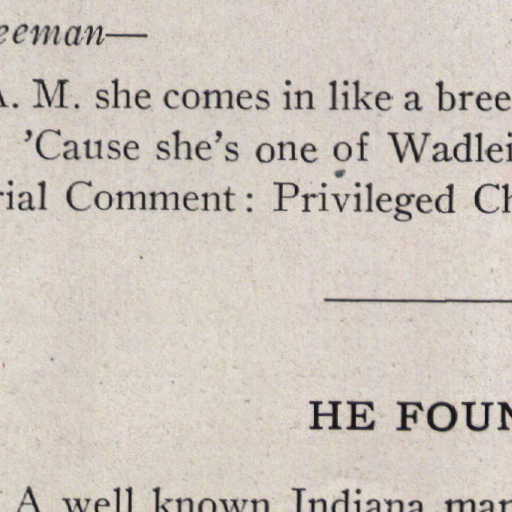 eeman—
A. M. she comes in like a bree
'Cause she's one of Wadlei
rial Comment: Privileged Ch
HE FOUN
A well known Indiana man